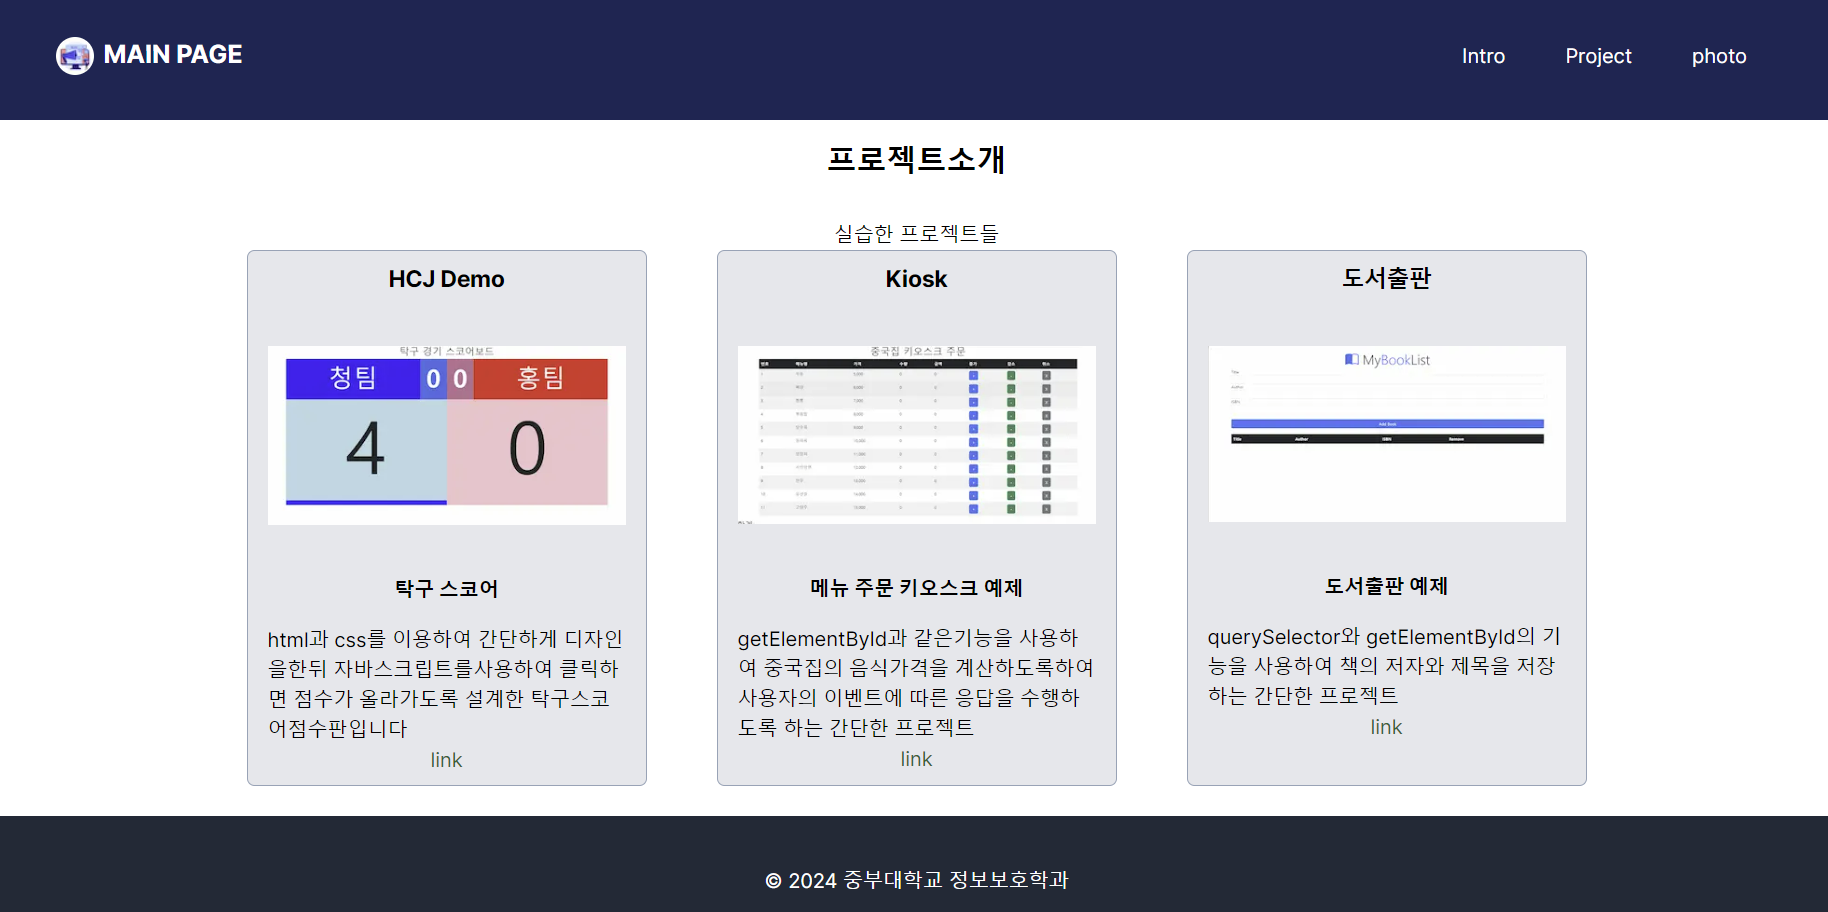 MAIN PAGE
Intro
Project
photo
프로젝트소개
실습한 프로젝트들
HCJ Demo
탁구 경기 스코어보드
청팀 0 0 홍팀
4 0
탁구 스코어
html과 css를 이용하여 간단하게 디자인
을한뒤 자바스크립트를사용하여 클릭하
면 점수가 올라가도록 설계한 탁구스코
어점수판입니다
link
Kiosk
중국집 키오스크 주문
메뉴 주문 키오스크 예제
getElementById과 같은기능을 사용하
여 중국집의 음식가격을 계산하도록하여
사용자의 이벤트에 따른 응답을 수행하
도록 하는 간단한 프로젝트
link
도서출판
MyBookList
Title
Author
ISBN
Add Book
Title Author ISBN Remove
도서출판 예제
querySelector와 getElementById의 기
능을 사용하여 책의 저자와 제목을 저장
하는 간단한 프로젝트
link
© 2024 중부대학교 정보보호학과